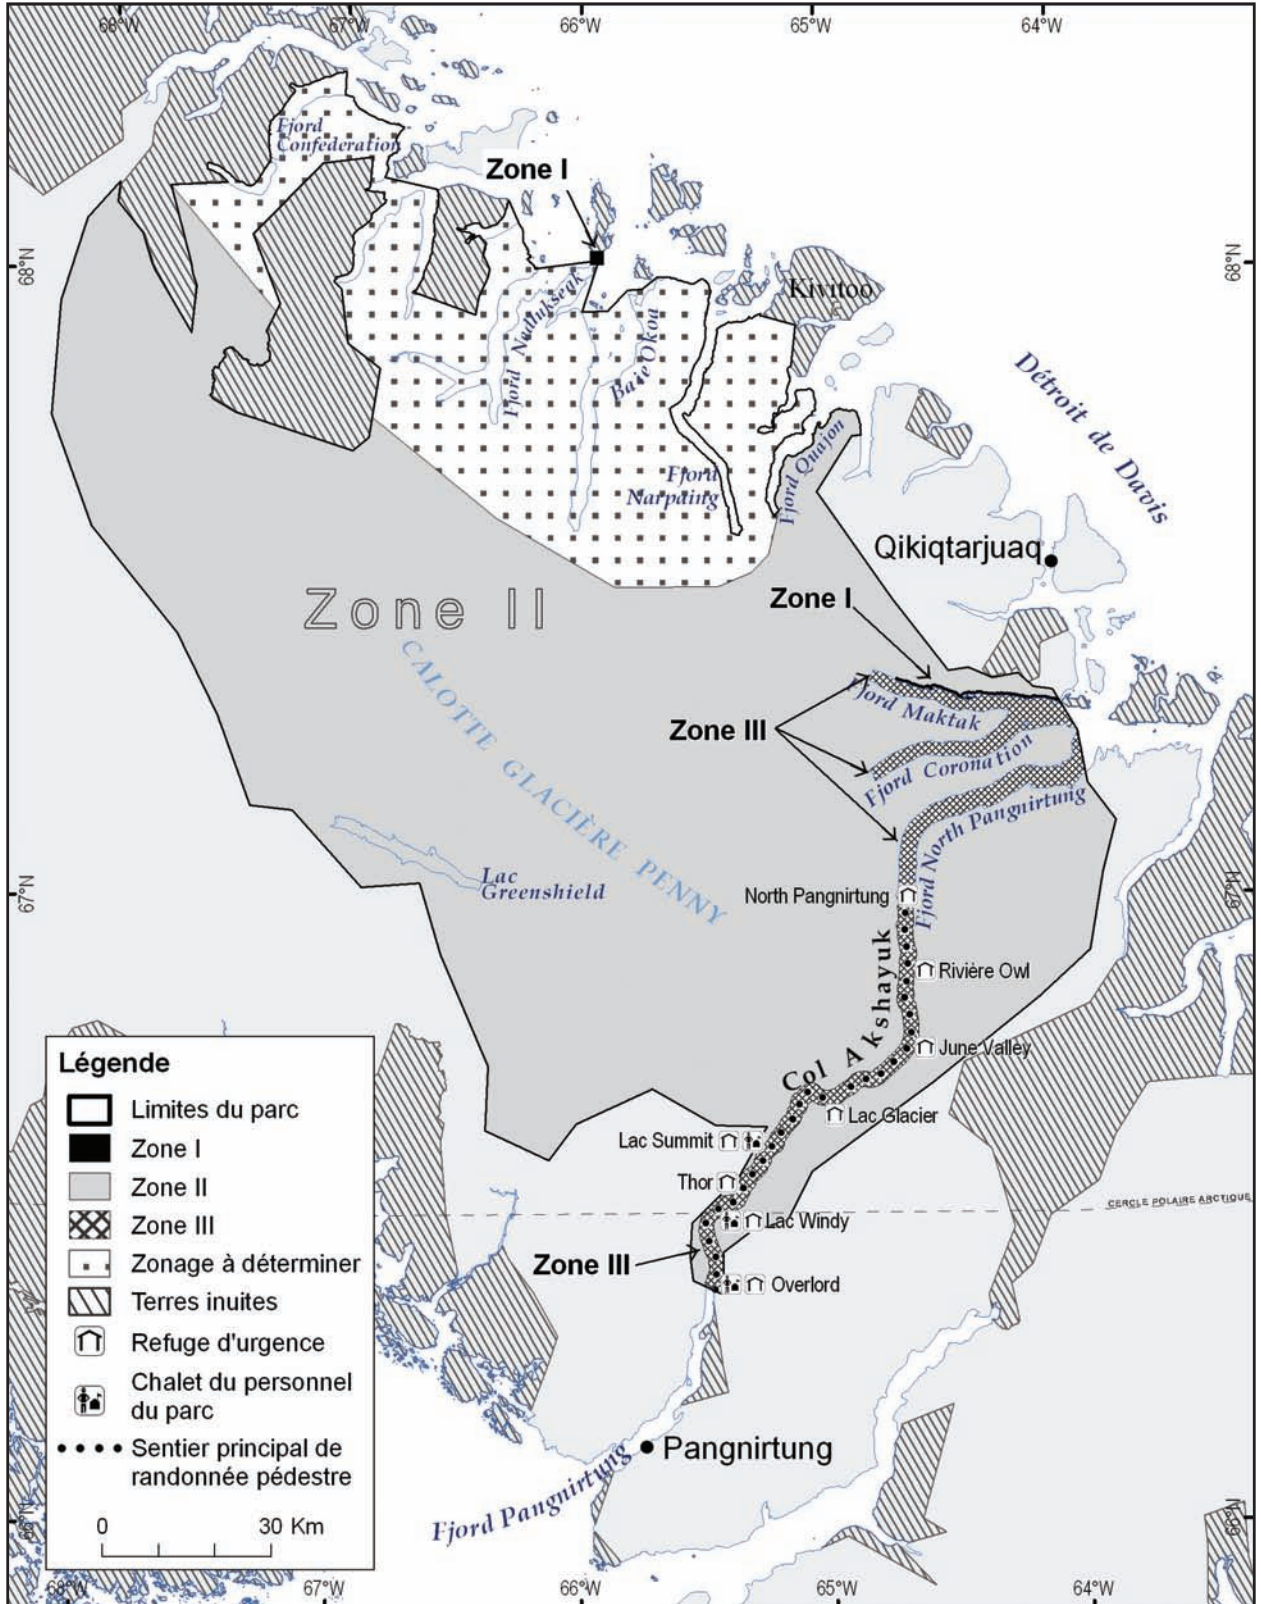 68°W
67°W
66°W
65°W
64°W
Fjord
Confederation
Zone I
68°N
68°N
Kivitoo
Fjord Nadluksegk
Baie Okoa
Détroit de Davis
Fjord Quajon
Fjord
Narpaing
Qikiqtarjuaq
Zone II
Zone I
CALOTTE GLACIÈRE PENNY
Fjord Maktak
Zone III
Fjord Coronation
Fjord North Pangnirtung
Lac
Greenshield
67°N
67°N
North Pangnirtung
Col Akshayuk
Rivière Owl
June Valley
Lac Glacier
Lac Summit
Thor
CERCLE POLAIRE ARCTIQUE
Lac Windy
Zone III
Overlord
Pangnirtung
Fjord Pangnirtung
Légende
Limites du parc
Zone I
Zone II
Zone III
Zonage à déterminer
Terres inuites
Refuge d'urgence
Chalet du personnel
du parc
Sentier principal de
randonnée pédestre
0 30 Km
66°N
66°N
68°W
67°W
66°W
65°W
64°W